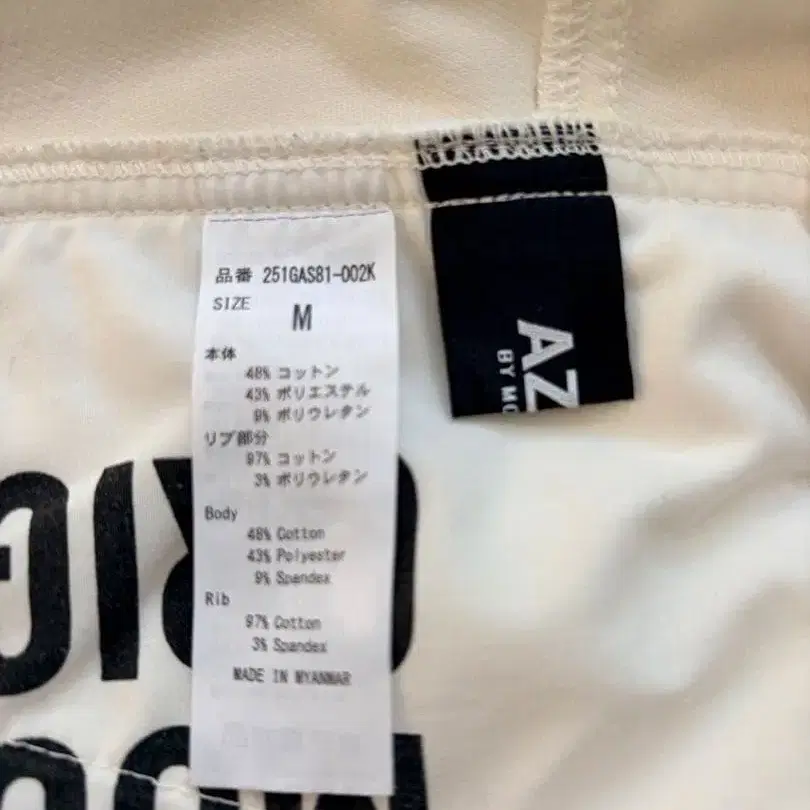 品番 251GAS81-002K
SIZE
M
本体
48% コットン
43% ポリエステル
9% ポリウレタン
リブ部分
97% コットン
3% ポリウレタン
Body
48% Cotton
43% Polyester
9% Spandex
Rib
97% Cotton
3% Spandex
MADE IN MYANMAR
AZ
BY MO